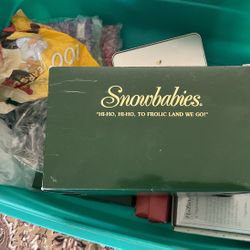 Snowbabies®
"HI-HO, HI-HO, TO FROLIC LAND WE GO!"